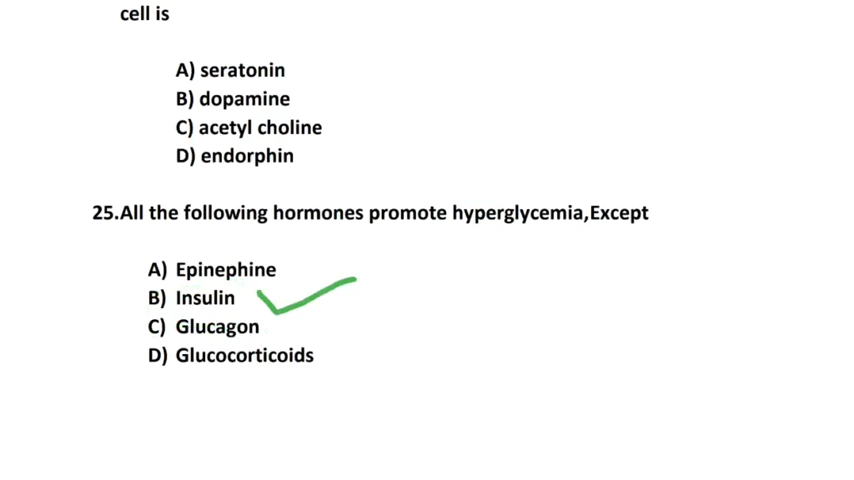 cell is
A) seratonin
B) dopamine
C) acetyl choline
D) endorphin
25.All the following hormones promote hyperglycemia,Except
A) Epinephine
B) Insulin
C) Glucagon
D) Glucocorticoids